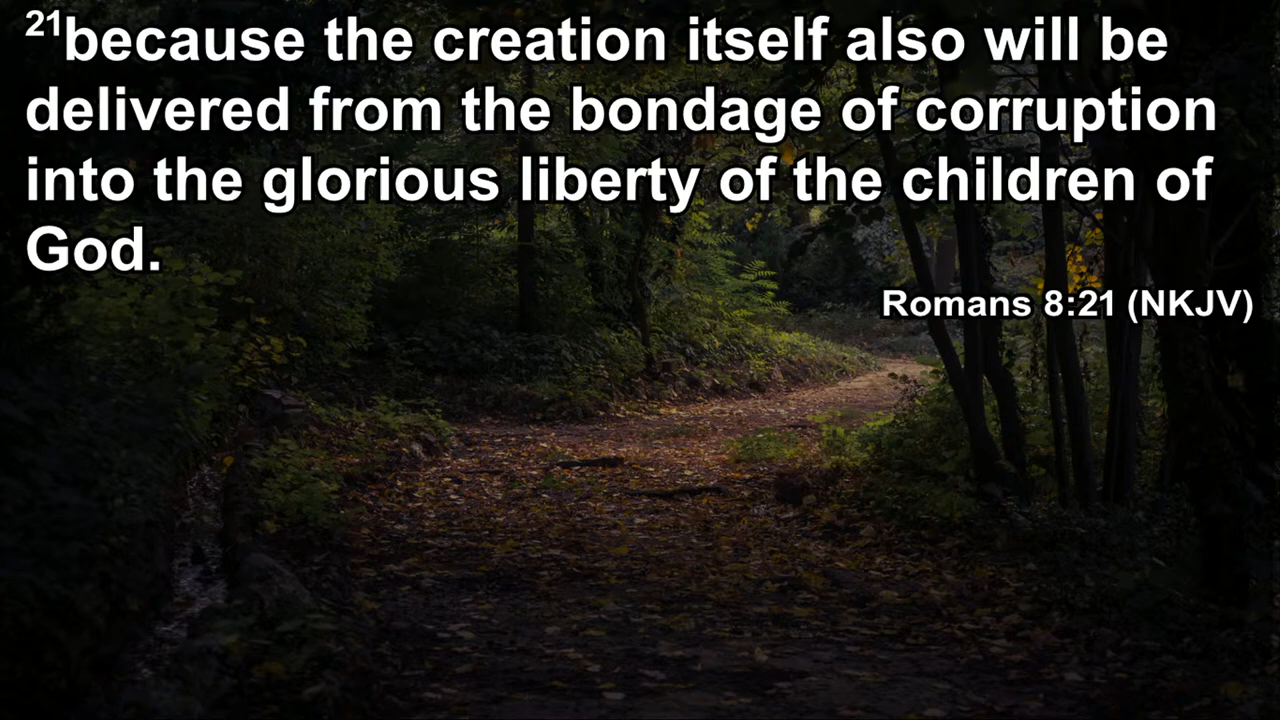 21because the creation itself also will be
delivered from the bondage of corruption
into the glorious liberty of the children of
God.
Romans 8:21 (NKJV)